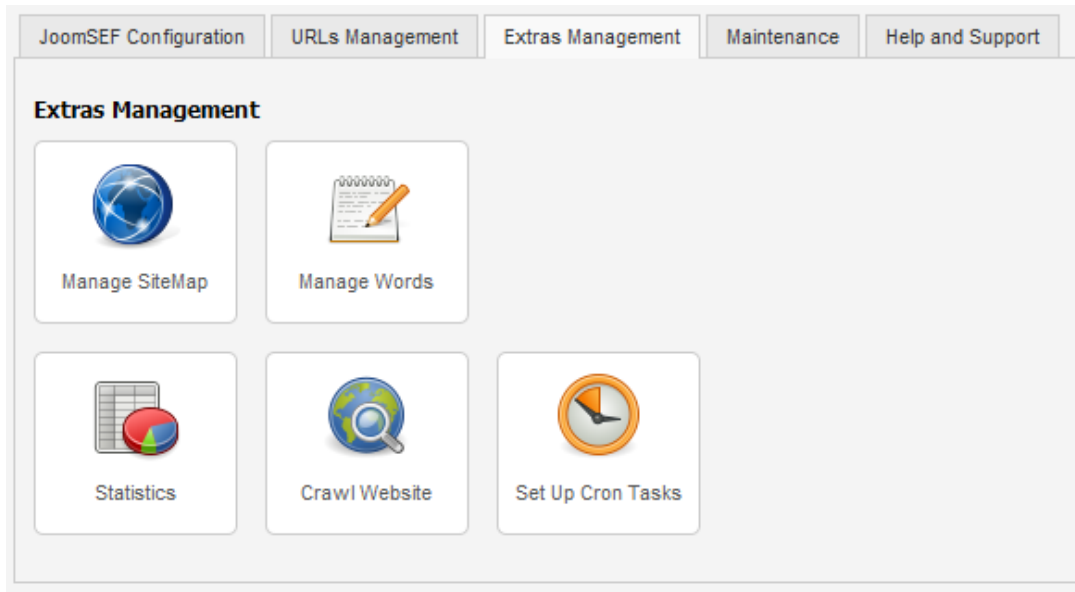 JoomSEF Configuration URLs Management Extras Management Maintenance Help and Support
Extras Management
Manage SiteMap Manage Words
Statistics Crawl Website Set Up Cron Tasks